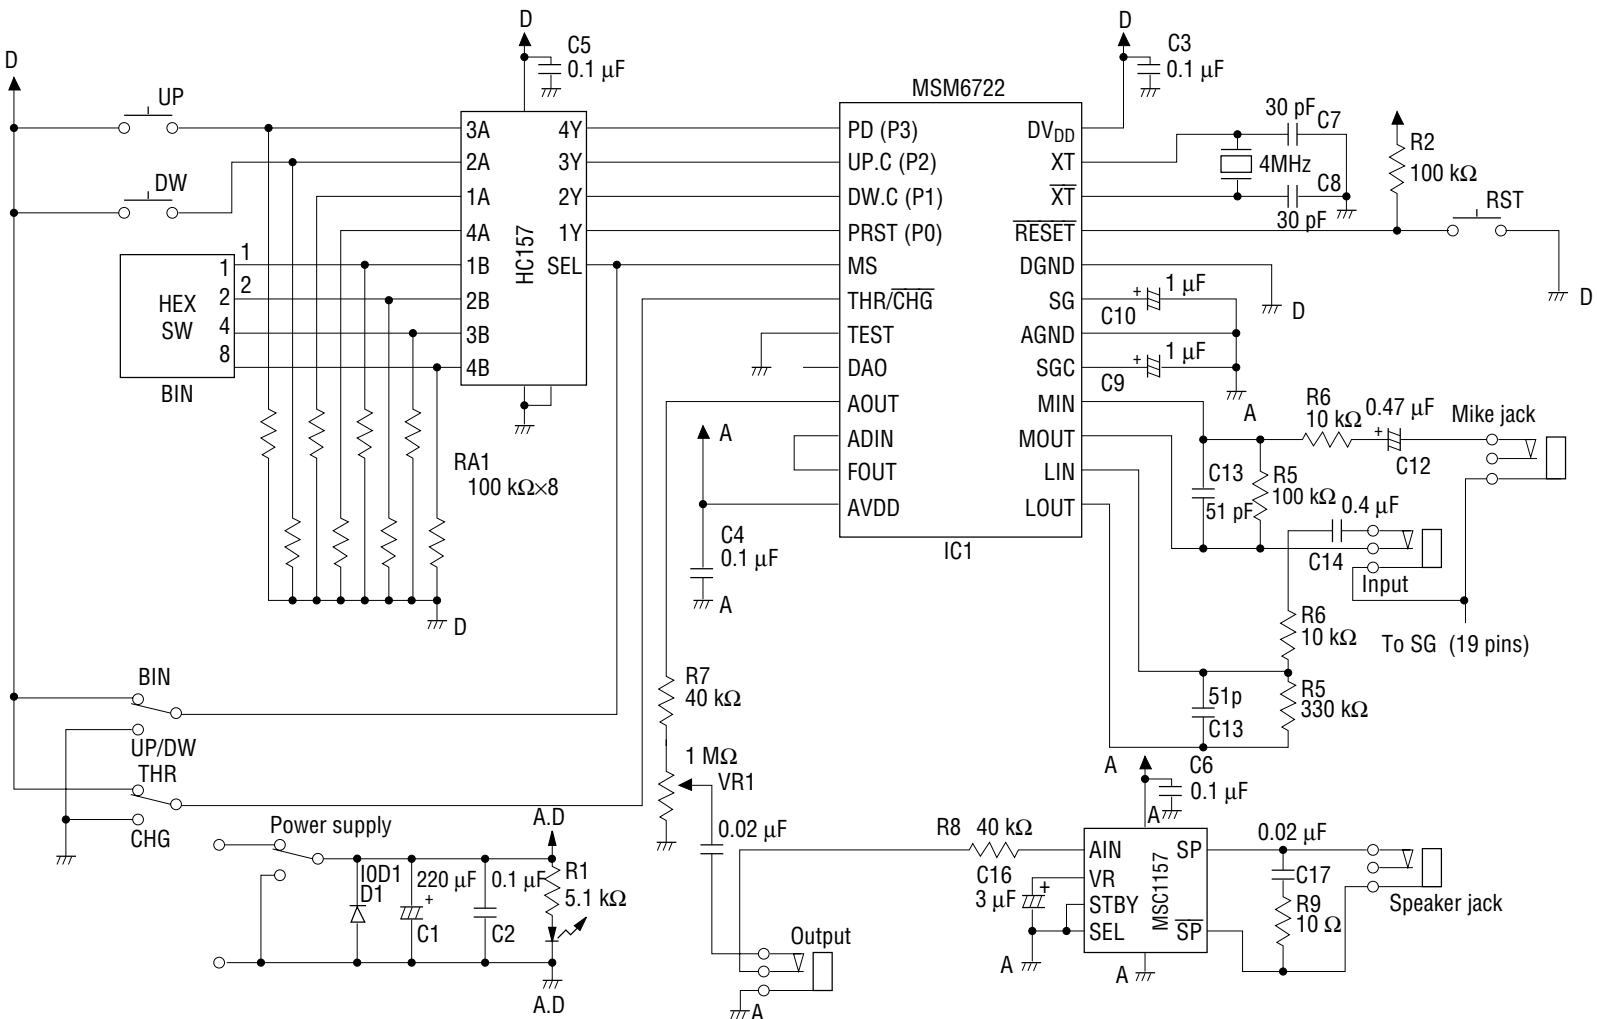 D
UP
DW
HEX
SW
1
2
4
8
1
2
BIN
D
C5
0.1 µF
3A
2A
1A
4A
1B
2B
3B
4B
4Y
3Y
2Y
1Y
SEL
HC157
RA1
100 kΩ×8
D
BIN
UP/DW
THR
CHG
MSM6722
PD (P3)
UP.C (P2)
DW.C (P1)
PRST (P0)
MS
THR/CHG
TEST
DAO
AOUT
ADIN
FOUT
AVDD
DVDD
XT
XT
RESET
DGND
SG
AGND
SGC
MIN
MOUT
LIN
LOUT
IC1
D
C3
0.1 µF
30 pF
C7
4MHz
C8
30 pF
R2
100 kΩ
RST
D
D
1 µF
C10
1 µF
C9
A
R6
10 kΩ
0.47 µF
C12
Mike jack
C13
51 pF
R5
100 kΩ
0.4 µF
C14
Input
R6
10 kΩ
To SG (19 pins)
51p
C13
R5
330 kΩ
A
C4
0.1 µF
A
R7
40 kΩ
1 MΩ
VR1
0.02 µF
Output
A
Power supply
I0D1
D1
220 µF
C1
0.1 µF
C2
A.D
R1
5.1 kΩ
A.D
R8
40 kΩ
C16
3 µF
A
A
C6
0.1 µF
A
AIN
VR
STBY
SEL
MSC1157
SP
SP
A
0.02 µF
C17
R9
10 Ω
Speaker jack